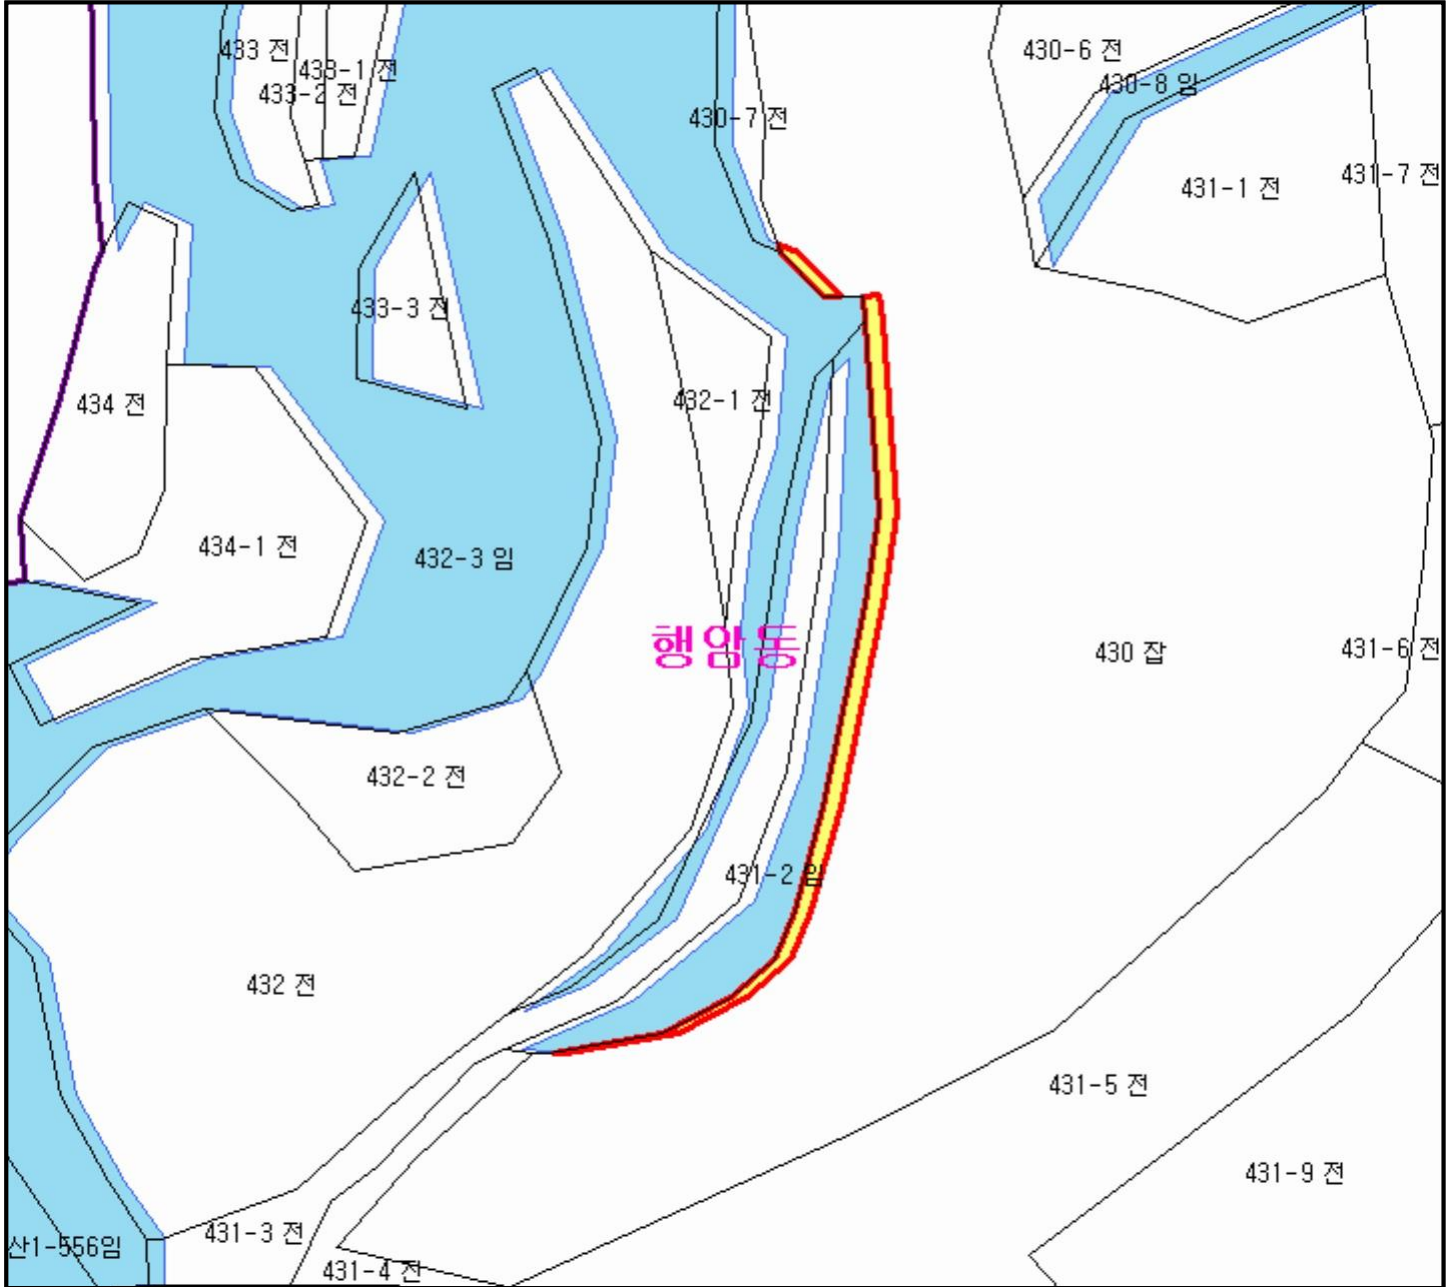 433 전
433-1 전
433-2 전
430-7 전
430-6 전
430-8 임
431-1 전
431-7 전
433-3 전
434 전
432-1 전
434-1 전
432-3 임
행암동
430 잡
431-6 전
432-2 전
431-2 임
432 전
431-5 전
431-9 전
431-3 전
산1-556임
431-4 전